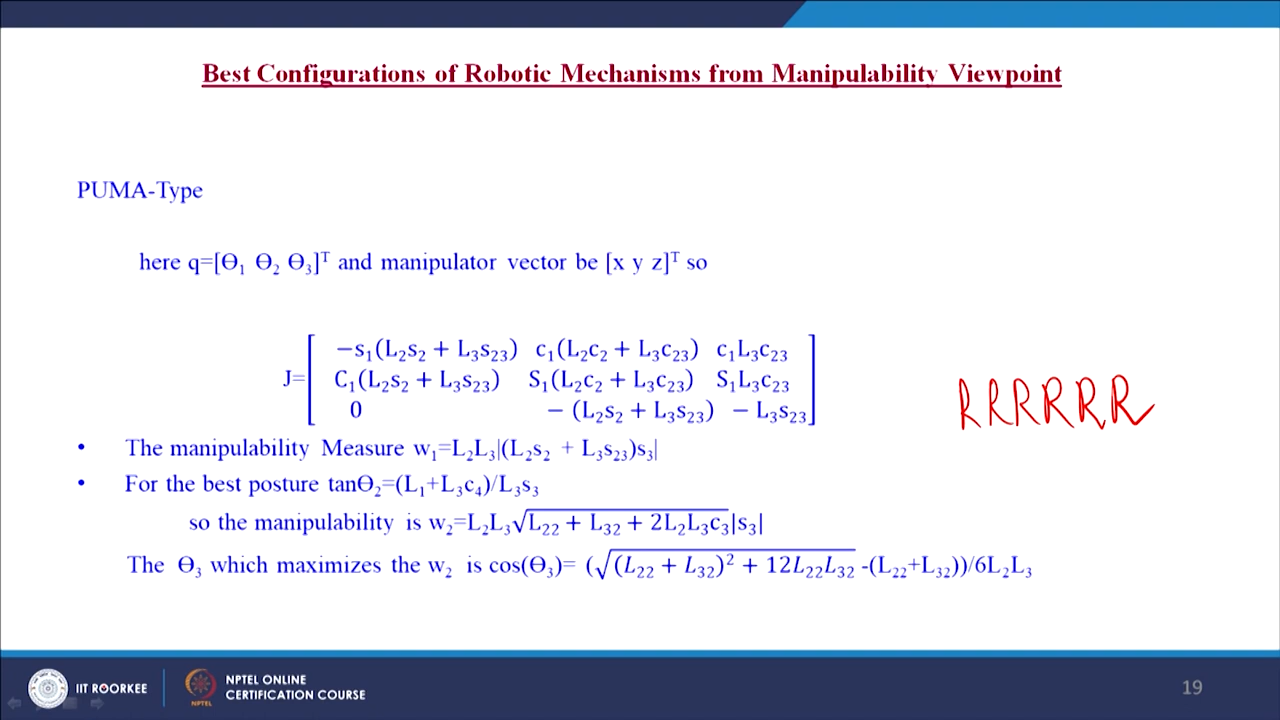 Best Configurations of Robotic Mechanisms from Manipulability Viewpoint
PUMA-Type
here q=[Θ₁ Θ₂ Θ₃]ᵀ and manipulator vector be [x y z]ᵀ so
−s₁(L₂s₂ + L₃s₂₃) c₁(L₂c₂ + L₃c₂₃) c₁L₃c₂₃
J=[ C₁(L₂s₂ + L₃s₂₃) S₁(L₂c₂ + L₃c₂₃) S₁L₃c₂₃ ]
0 − (L₂s₂ + L₃s₂₃) − L₃s₂₃
RRRRRR
• The manipulability Measure w₁=L₂L₃|(L₂s₂ + L₃s₂₃)s₃|
• For the best posture tanΘ₂=(L₁+L₃c₄)/L₃s₃
so the manipulability is w₂=L₂L₃√(L₂₂ + L₃₂ + 2L₂L₃c₃)|s₃|
The Θ₃ which maximizes the w₂ is cos(Θ₃)= (√((L₂₂ + L₃₂)² + 12L₂₂L₃₂) -(L₂₂+L₃₂))/6L₂L₃
IIT ROORKEE
NPTEL ONLINE
CERTIFICATION COURSE
NPTEL
19